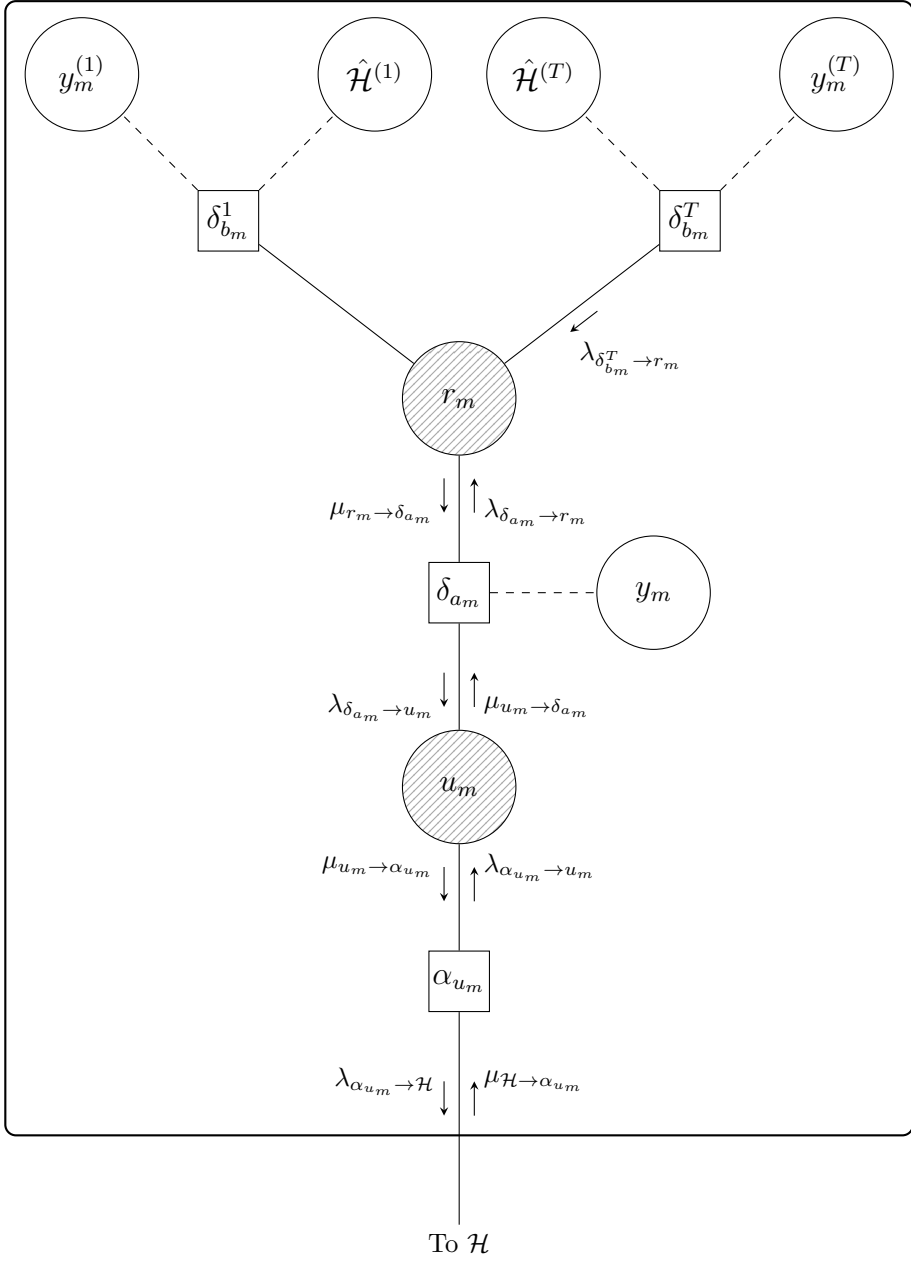 y_m^{(1)}
\hat{\mathcal{H}}^{(1)}
\hat{\mathcal{H}}^{(T)}
y_m^{(T)}
δ_{b_m}^1
δ_{b_m}^T
λ_{δ_{b_m}^T→r_m}
r_m
μ_{r_m→δ_{a_m}}
λ_{δ_{a_m}→r_m}
δ_{a_m}
y_m
λ_{δ_{a_m}→u_m}
μ_{u_m→δ_{a_m}}
u_m
μ_{u_m→α_{u_m}}
λ_{α_{u_m}→u_m}
α_{u_m}
λ_{α_{u_m}→\mathcal{H}}
μ_{\mathcal{H}→α_{u_m}}
To \mathcal{H}